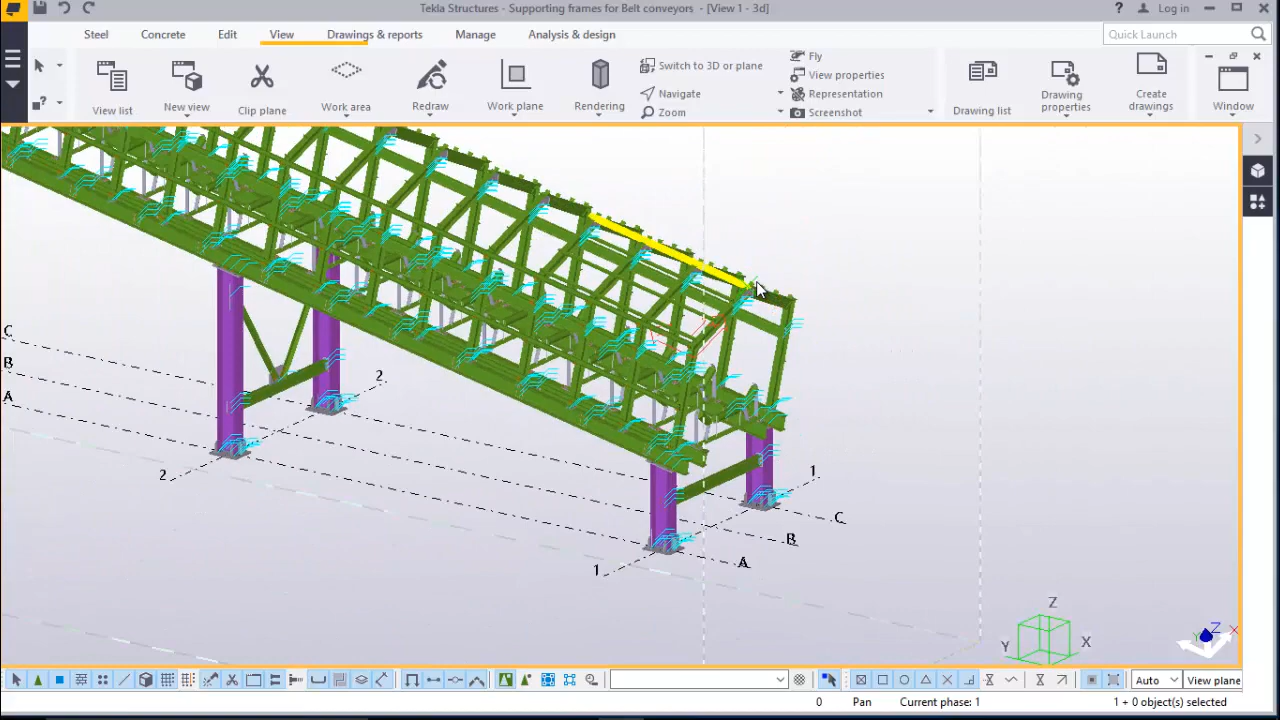 Tekla Structures - Supporting frames for Belt conveyors - [View 1 - 3d]
? Log in
Steel Concrete Edit View Drawings & reports Manage Analysis & design Quick Launch
View list New view Clip plane Work area Redraw Work plane Rendering
Switch to 3D or plane
Navigate
Zoom
Fly
View properties
Representation
Screenshot
Drawing list
Drawing properties
Create drawings
Window
C
B
A
2
2
1
C
B
A
1
Z
Y X
Z
X
Auto View plane
0 Pan Current phase: 1 1 + 0 object(s) selected